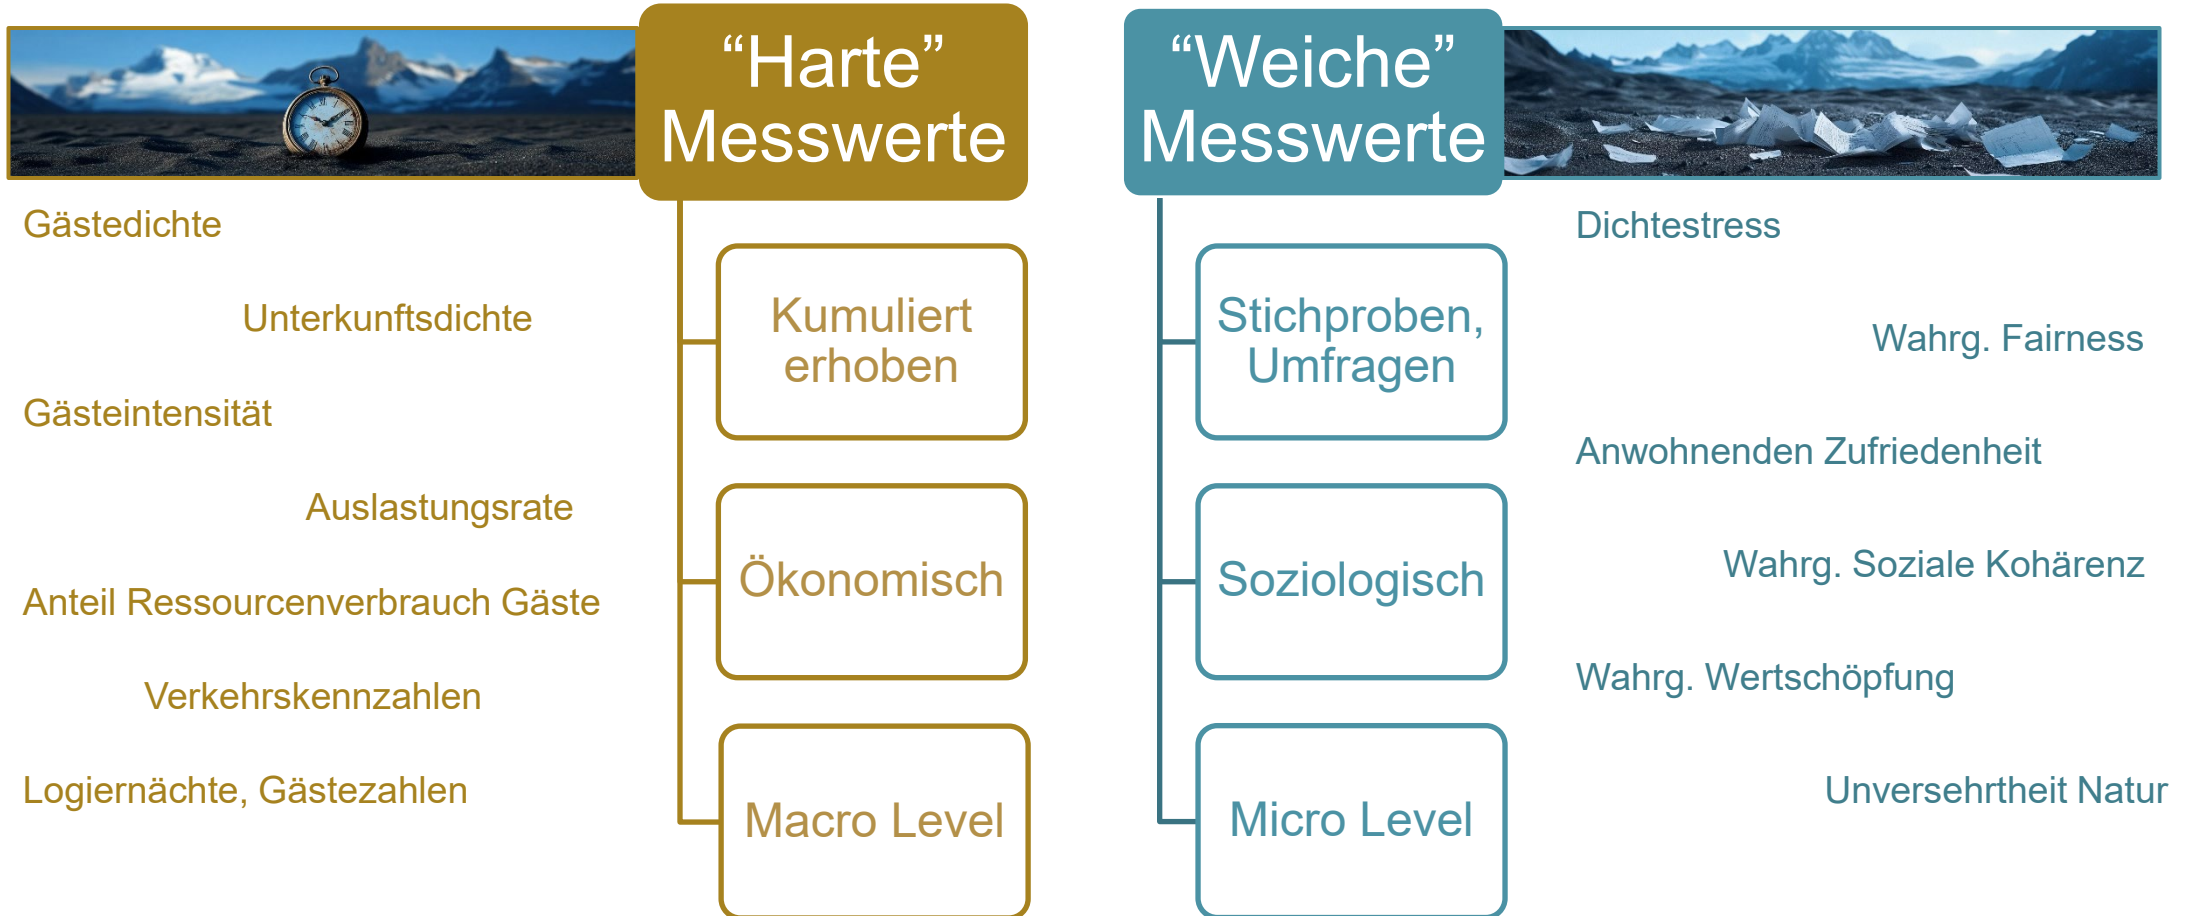 “Harte”
Messwerte
Gästedichte
Unterkunftsdichte
Gästeintensität
Auslastungsrate
Anteil Ressourcenverbrauch Gäste
Verkehrskennzahlen
Logiernächte, Gästezahlen
Kumuliert
erhoben
Ökonomisch
Macro Level
“Weiche”
Messwerte
Stichproben,
Umfragen
Soziologisch
Micro Level
Dichtestress
Wahrg. Fairness
Anwohnenden Zufriedenheit
Wahrg. Soziale Kohärenz
Wahrg. Wertschöpfung
Unversehrtheit Natur